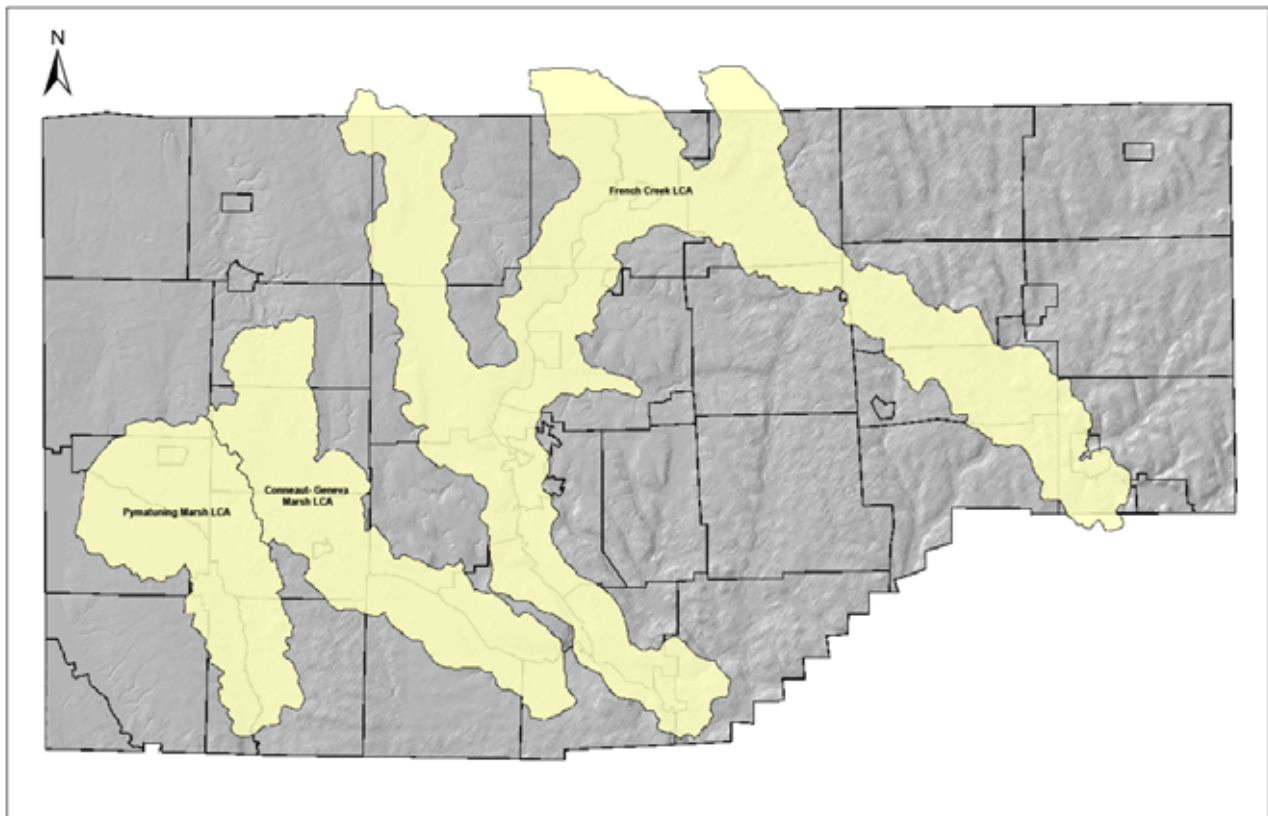 N
French Creek LCA
Conneaut- Geneva
Marsh LCA
Pymatuning Marsh LCA